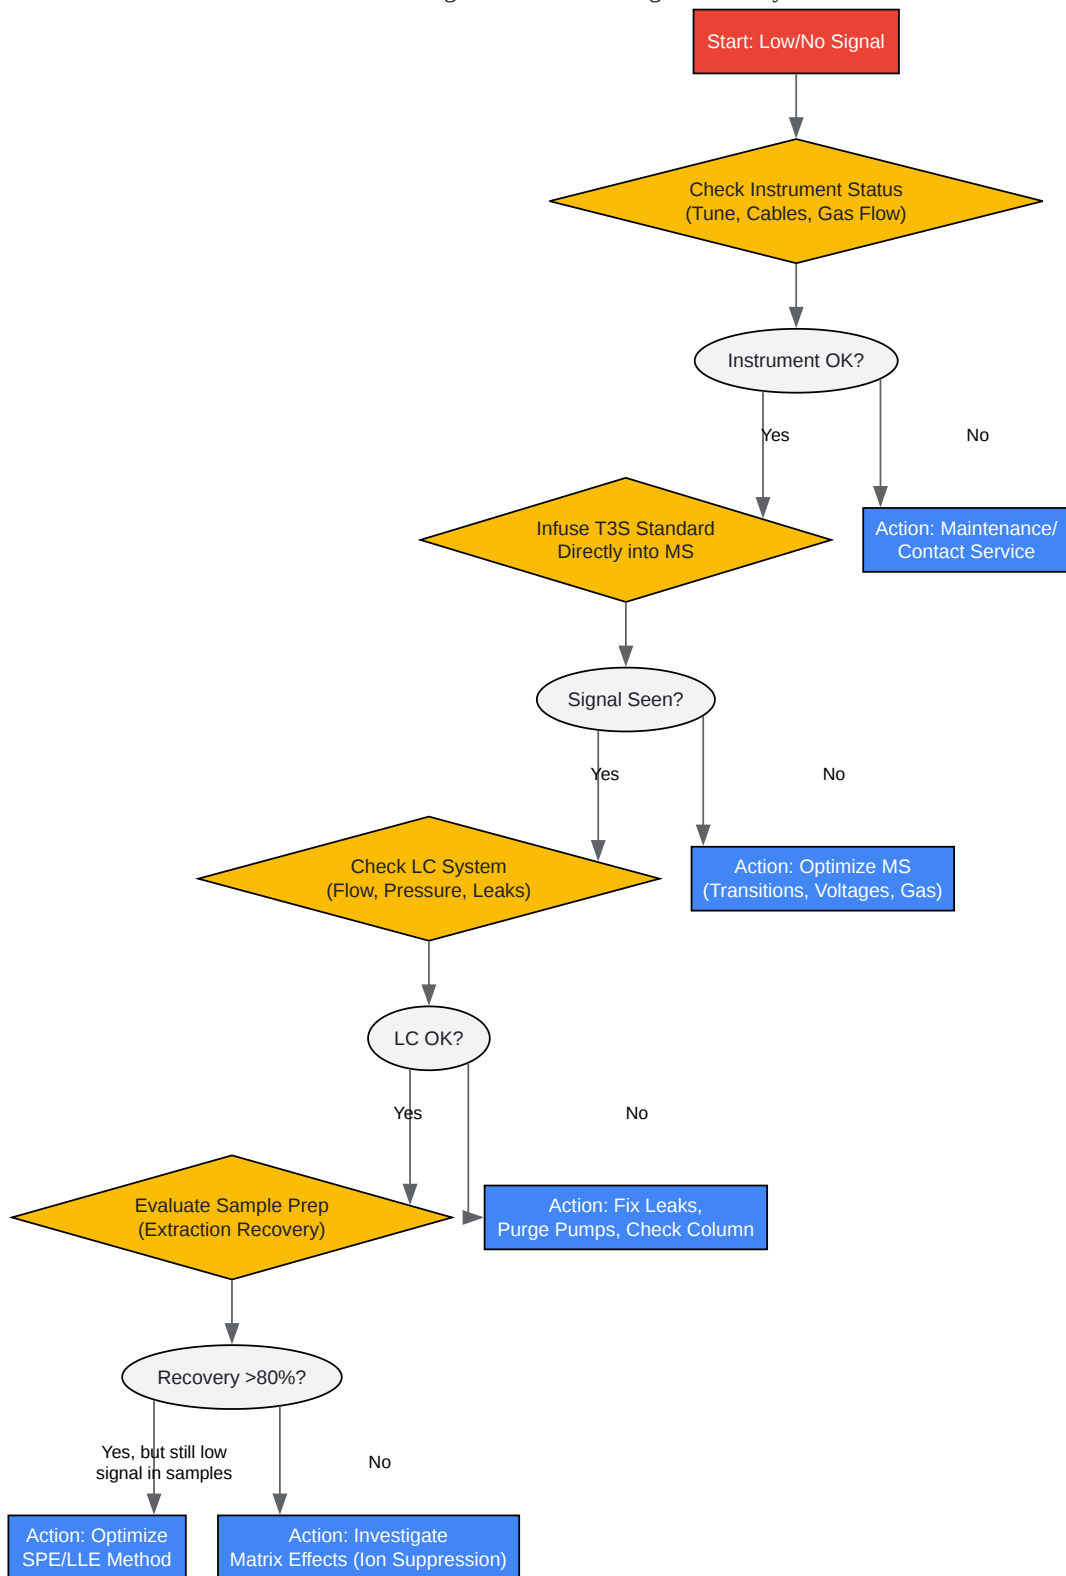 Start: Low/No Signal
Check Instrument Status
(Tune, Cables, Gas Flow)
Instrument OK?
Yes
No
Infuse T3S Standard
Directly into MS
Action: Maintenance/
Contact Service
Signal Seen?
Yes
No
Check LC System
(Flow, Pressure, Leaks)
Action: Optimize MS
(Transitions, Voltages, Gas)
LC OK?
Yes
No
Evaluate Sample Prep
(Extraction Recovery)
Action: Fix Leaks,
Purge Pumps, Check Column
Recovery >80%?
Yes, but still low
signal in samples
No
Action: Optimize
SPE/LLE Method
Action: Investigate
Matrix Effects (Ion Suppression)